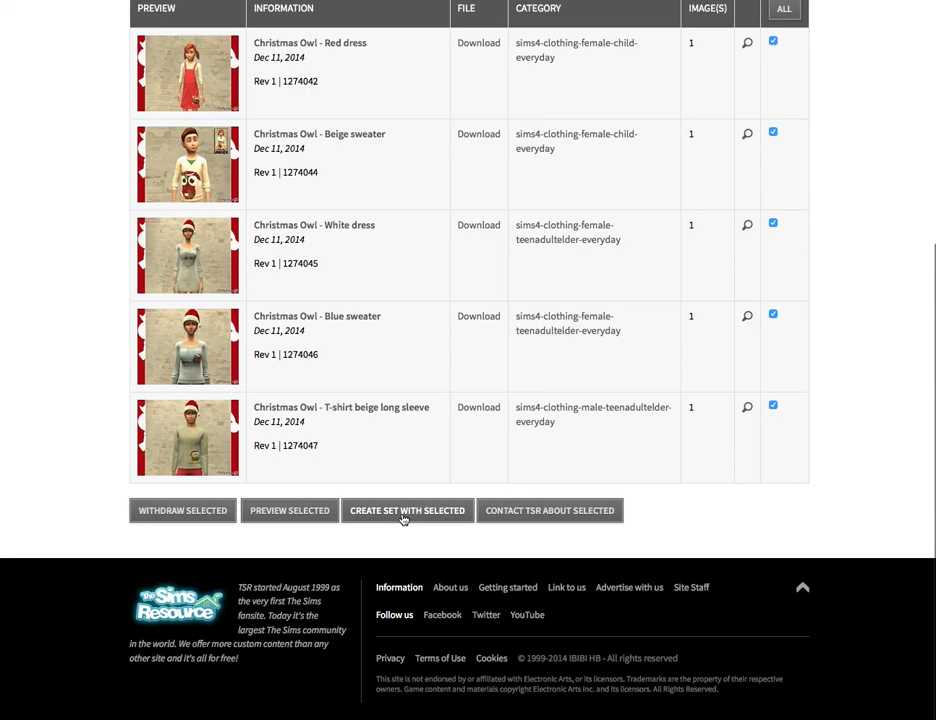 PREVIEW INFORMATION FILE CATEGORY IMAGE(S) ALL
Christmas Owl - Red dress Download sims4-clothing-female-child- 1
Dec 11, 2014 everyday
Rev 1 | 1274042
Christmas Owl - Beige sweater Download sims4-clothing-female-child- 1
Dec 11, 2014 everyday
Rev 1 | 1274044
Christmas Owl - White dress Download sims4-clothing-female- 1
Dec 11, 2014 teenadultelder-everyday
Rev 1 | 1274045
Christmas Owl - Blue sweater Download sims4-clothing-female- 1
Dec 11, 2014 teenadultelder-everyday
Rev 1 | 1274046
Christmas Owl - T-shirt beige long sleeve Download sims4-clothing-male-teenadultelder- 1
Dec 11, 2014 everyday
Rev 1 | 1274047
WITHDRAW SELECTED PREVIEW SELECTED CREATE SET WITH SELECTED CONTACT TSR ABOUT SELECTED
The Sims Resource
TSR started August 1999 as
the very first The Sims
fansite. Today it's the
largest The Sims community
in the world. We offer more custom content than any
other site and it's all for free!
Information About us Getting started Link to us Advertise with us Site Staff
Follow us Facebook Twitter YouTube
Privacy Terms of Use Cookies © 1999-2014 IBIBI HB - All rights reserved
This site is not endorsed by or affiliated with Electronic Arts, or its licensors. Trademarks are the property of their respective
owners. Game content and materials copyright Electronic Arts Inc. and its licensors. All Rights Reserved.